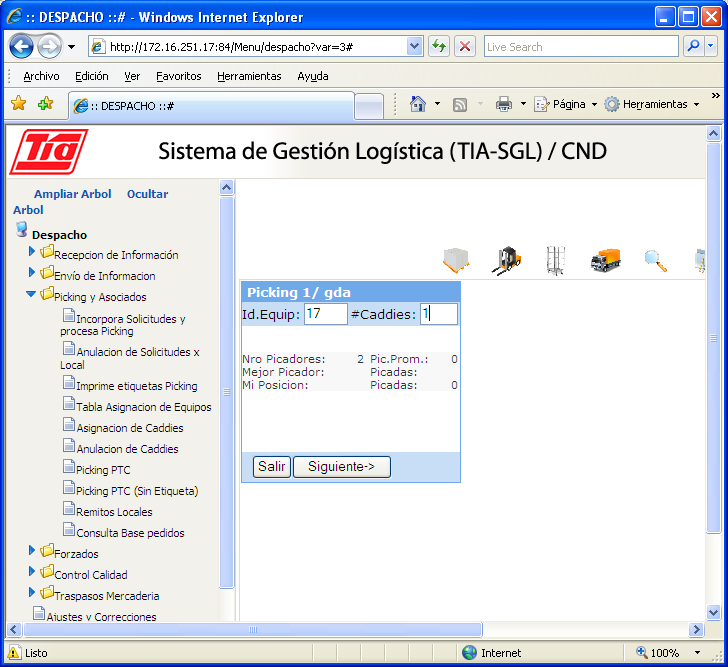 :: DESPACHO ::# - Windows Internet Explorer
http://172.16.251.17:84/Menu/despacho?var=3#
Live Search
Archivo Edición Ver Favoritos Herramientas Ayuda
:: DESPACHO ::#
Página
Herramientas
»
Tia
Sistema de Gestión Logística (TIA-SGL) / CND
Ampliar Arbol Ocultar
Arbol
Despacho
Recepcion de Información
Envío de Informacion
Picking y Asociados
Incorpora Solicitudes y
procesa Picking
Anulacion de Solicitudes x
Local
Imprime etiquetas Picking
Tabla Asignacion de Equipos
Asignacion de Caddies
Anulacion de Caddies
Picking PTC
Picking PTC (Sin Etiqueta)
Remitos Locales
Consulta Base pedidos
Forzados
Control Calidad
Traspasos Mercaderia
Ajustes y Correcciones
Picking 1/ gda
Id.Equip: 17 #Caddies: 1
Nro Picadores: 2 Pic.Prom.: 0
Mejor Picador: Picadas:
Mi Posicion: Picadas: 0
Salir Siguiente->
Listo
Internet
100%